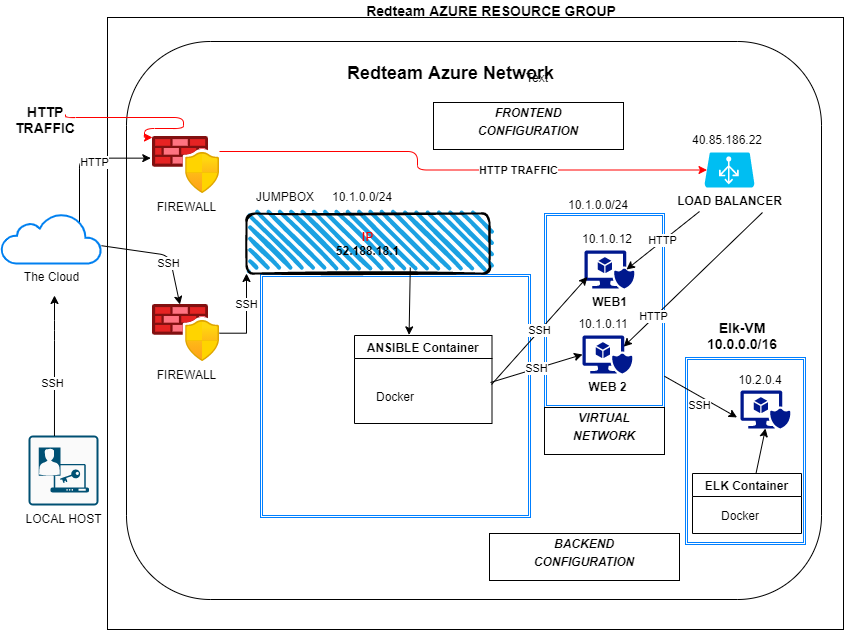 Redteam AZURE RESOURCE GROUP
Redteam Azure Network
Text
FRONTEND
CONFIGURATION
HTTP
TRAFFIC
HTTP
FIREWALL
HTTP TRAFFIC
40.85.186.22
LOAD BALANCER
JUMPBOX 10.1.0.0/24
IP
52.188.18.1
10.1.0.0/24
10.1.0.12
HTTP
WEB1
The Cloud
SSH
SSH
FIREWALL
10.1.0.11
HTTP
SSH
SSH
WEB 2
ANSIBLE Container
Docker
Elk-VM
10.0.0.0/16
10.2.0.4
SSH
VIRTUAL
NETWORK
SSH
LOCAL HOST
ELK Container
Docker
BACKEND
CONFIGURATION